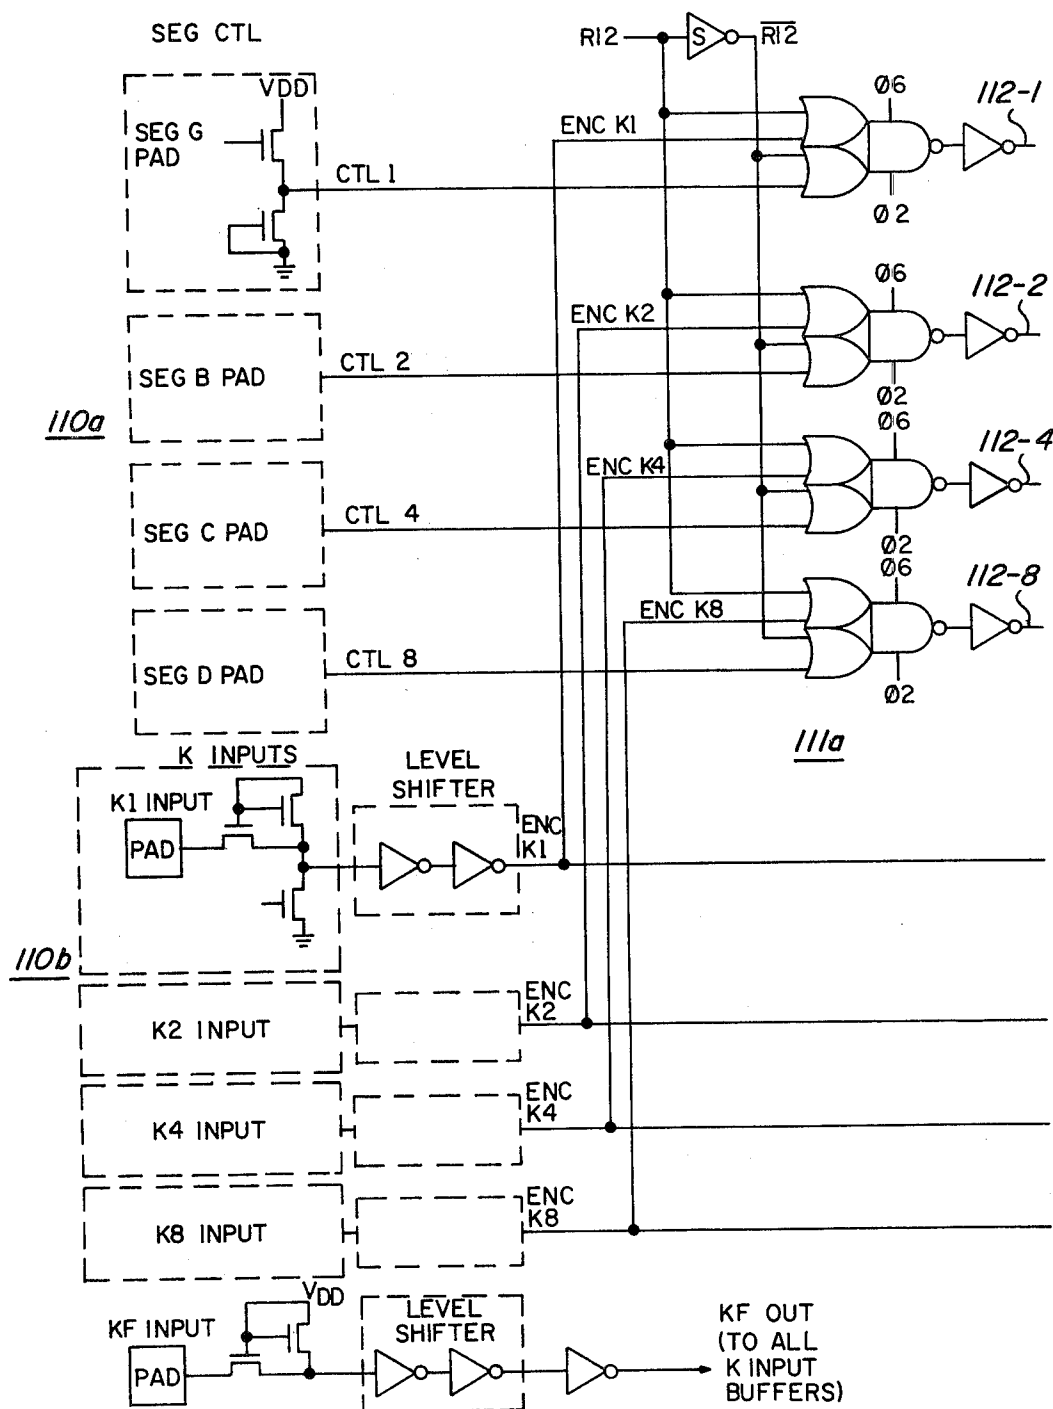 SEG CTL
R12
S
R12
VDD
SEG G
PAD
Ø6
112-1
ENC K1
CTL 1
Ø2
Ø6
112-2
ENC K2
SEG B PAD
CTL 2
110a
Ø2
Ø6
112-4
ENC K4
SEG C PAD
CTL 4
Ø2
Ø6
112-8
ENC K8
SEG D PAD
CTL 8
Ø2
111a
K INPUTS
LEVEL
SHIFTER
K1 INPUT
PAD
ENC
K1
110b
K2 INPUT
ENC
K2
K4 INPUT
ENC
K4
K8 INPUT
ENC
K8
VDD
KF INPUT
PAD
LEVEL
SHIFTER
KF OUT
(TO ALL
K INPUT
BUFFERS)